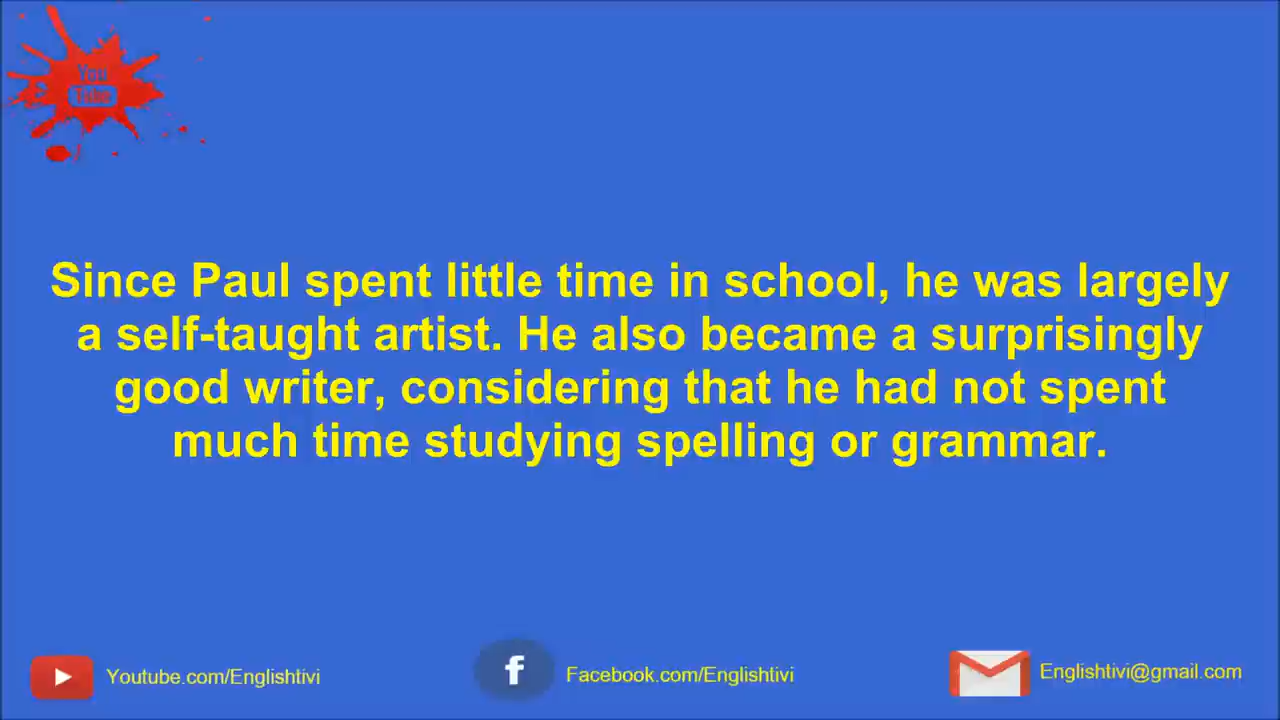 You
Tube
Since Paul spent little time in school, he was largely
a self-taught artist. He also became a surprisingly
good writer, considering that he had not spent
much time studying spelling or grammar.
Youtube.com/Englishtivi
f
Facebook.com/Englishtivi
Englishtivi@gmail.com